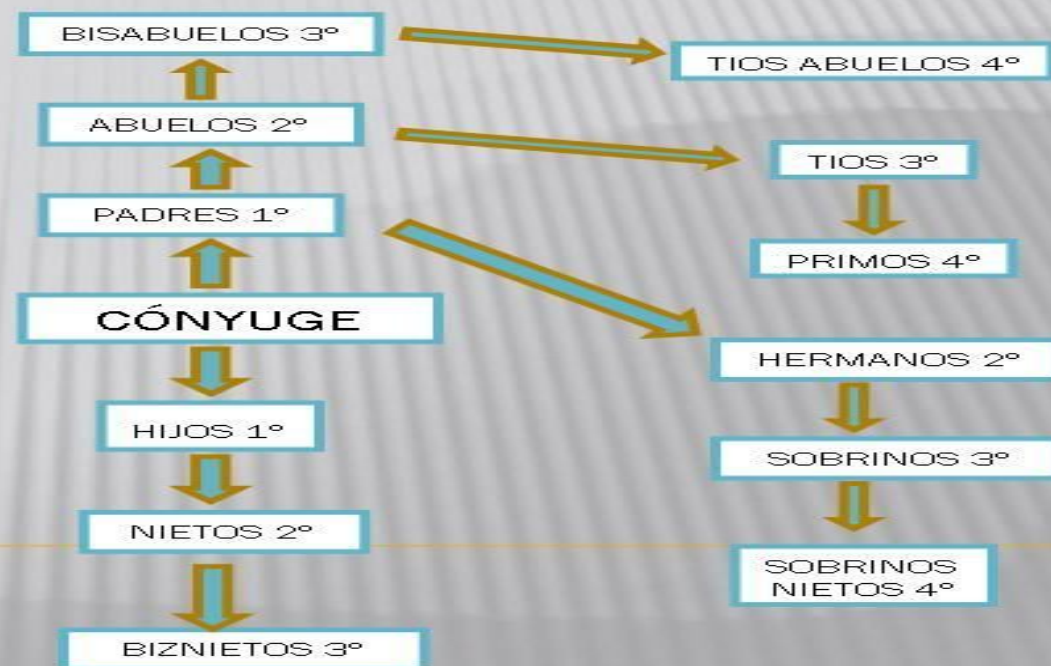 BISABUELOS 3º
TIOS ABUELOS 4º
ABUELOS 2º
TIOS 3º
PADRES 1º
PRIMOS 4º
CÓNYUGE
HERMANOS 2º
HIJOS 1º
SOBRINOS 3º
NIETOS 2º
SOBRINOS
NIETOS 4º
BIZNIETOS 3º